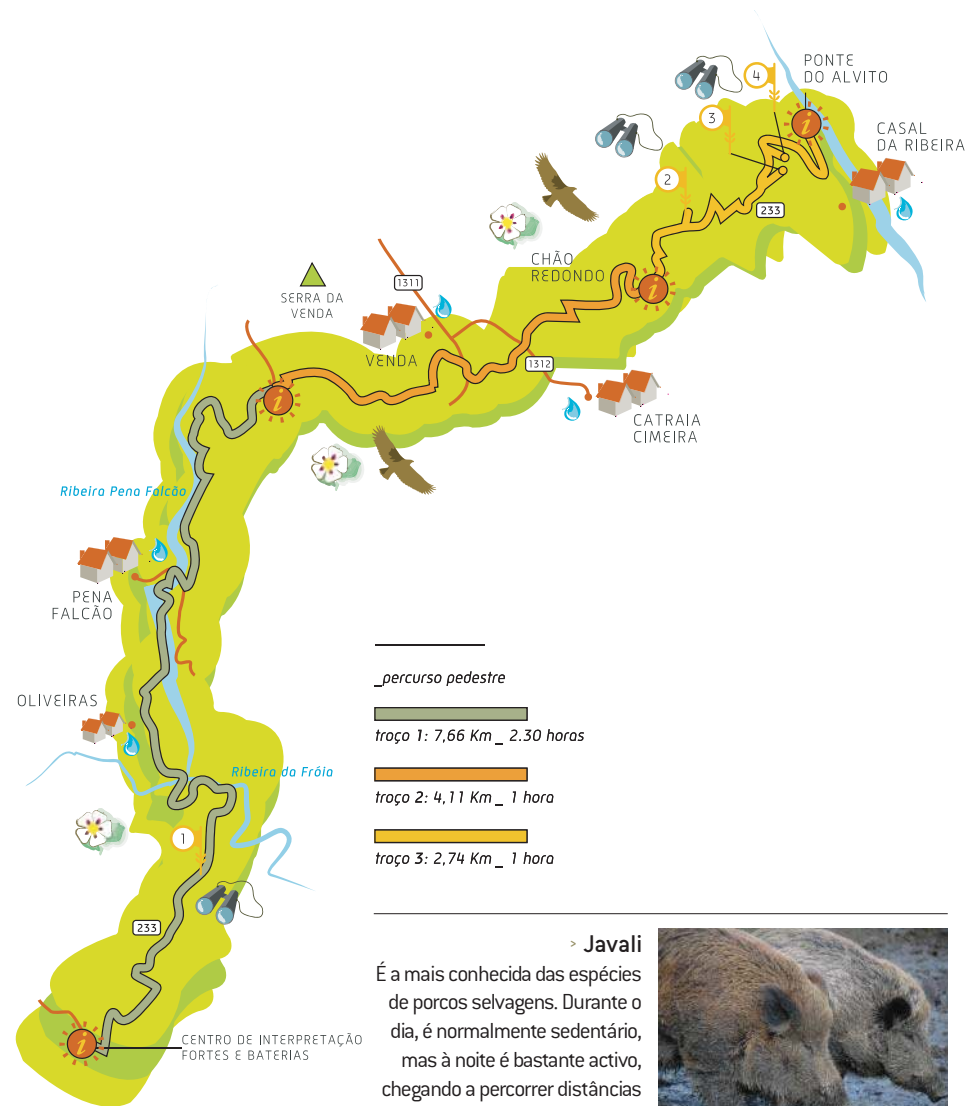 4
PONTE
DO ALVITO
3
CASAL
DA RIBEIRA
2
233
CHÃO
REDONDO
1311
SERRA DA
VENDA
VENDA
1312
CATRAIA
CIMEIRA
Ribeira Pena Falcão
PENA
FALCÃO
OLIVEIRAS
Ribeira da Fróia
1
233
CENTRO DE INTERPRETAÇÃO
FORTES E BATERIAS
i
i
i
i
_percurso pedestre
troço 1: 7,66 Km _ 2.30 horas
troço 2: 4,11 Km _ 1 hora
troço 3: 2,74 Km _ 1 hora
> Javali
É a mais conhecida das espécies
de porcos selvagens. Durante o
dia, é normalmente sedentário,
mas à noite é bastante activo,
chegando a percorrer distâncias